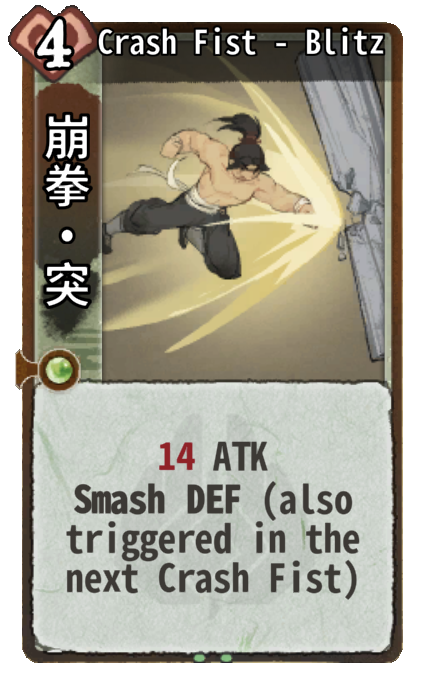 4
Crash Fist - Blitz
崩拳・突
14 ATK
Smash DEF (also
triggered in the
next Crash Fist)